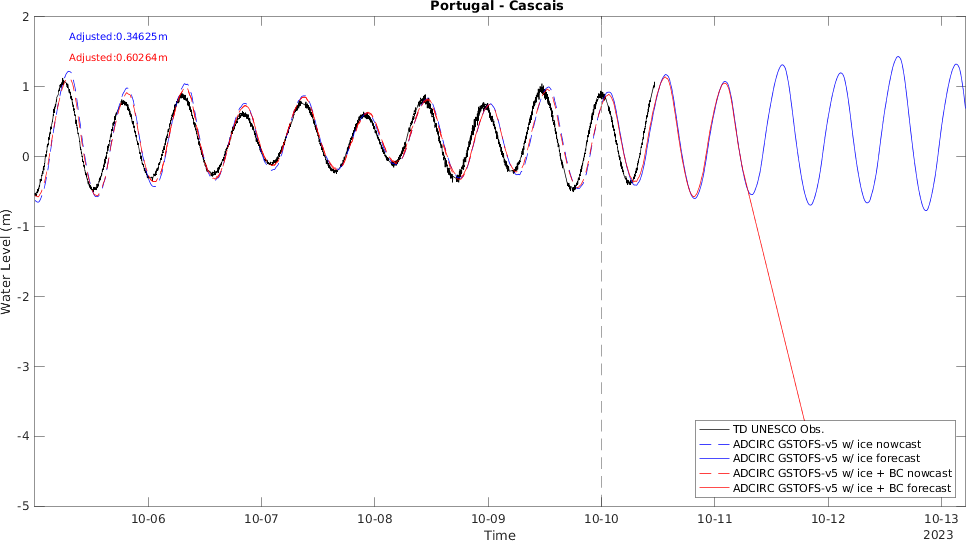 Portugal - Cascais
Adjusted:0.34625m
Adjusted:0.60264m
2
1
0
-1
-2
-3
-4
-5
Water Level (m)
10-06 10-07 10-08 10-09 10-10 10-11 10-12 10-13
2023
Time
TD UNESCO Obs.
ADCIRC GSTOFS-v5 w/ ice nowcast
ADCIRC GSTOFS-v5 w/ ice forecast
ADCIRC GSTOFS-v5 w/ice + BC nowcast
ADCIRC GSTOFS-v5 w/ice + BC forecast